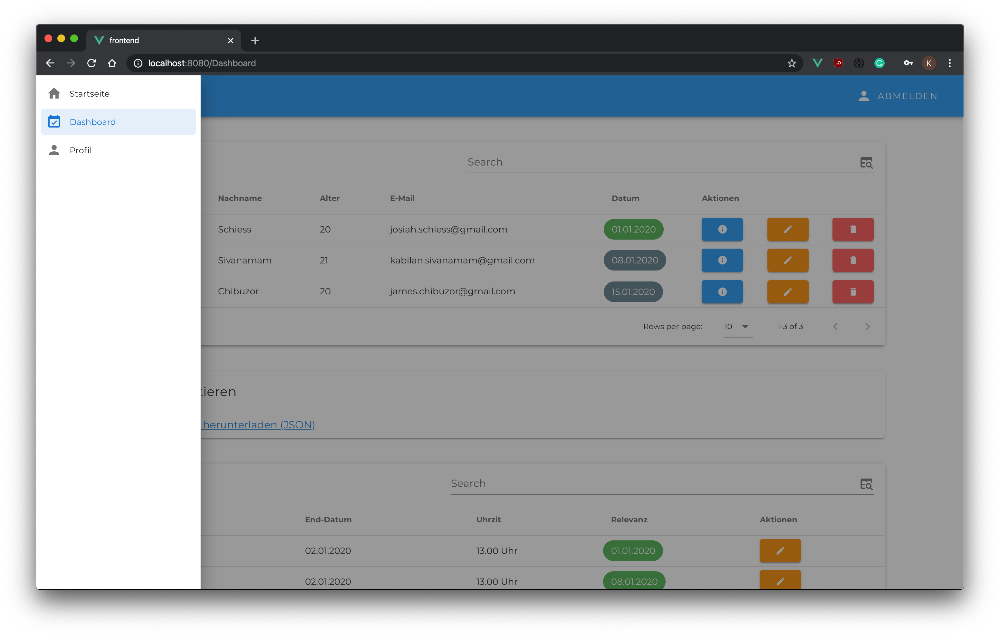 frontend
localhost:8080/Dashboard
K
Startseite
ABMELDEN
Dashboard
Profil
Search
Nachname Alter E-Mail Datum Aktionen
Schiess 20 josiah.schiess@gmail.com 01.01.2020
Sivanamam 21 kabilan.sivanamam@gmail.com 08.01.2020
Chibuzor 20 james.chibuzor@gmail.com 15.01.2020
Rows per page: 10 1-3 of 3
tieren
herunterladen (JSON)
Search
End-Datum Uhrzit Relevanz Aktionen
02.01.2020 13.00 Uhr 01.01.2020
02.01.2020 13.00 Uhr 08.01.2020